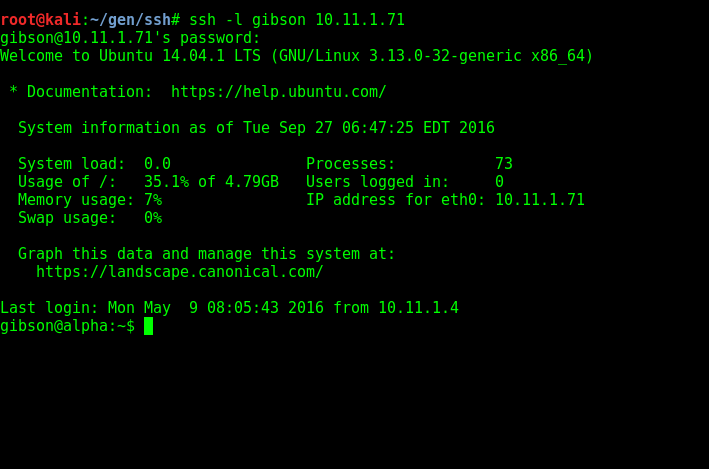 root@kali:~/gen/ssh# ssh -l gibson 10.11.1.71
gibson@10.11.1.71's password:
Welcome to Ubuntu 14.04.1 LTS (GNU/Linux 3.13.0-32-generic x86_64)
 * Documentation:  https://help.ubuntu.com/
  System information as of Tue Sep 27 06:47:25 EDT 2016
  System load:  0.0               Processes:           73
  Usage of /:   35.1% of 4.79GB   Users logged in:     0
  Memory usage: 7%                IP address for eth0: 10.11.1.71
  Swap usage:   0%
  Graph this data and manage this system at:
    https://landscape.canonical.com/
Last login: Mon May  9 08:05:43 2016 from 10.11.1.4
gibson@alpha:~$